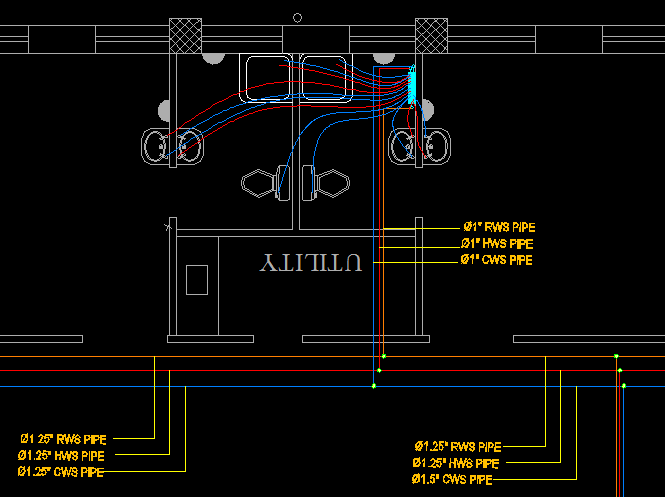 Ø1" RWS PIPE
Ø1" HWS PIPE
Ø1" CWS PIPE
UTILITY
Ø1.25" RWS PIPE
Ø1.25" HWS PIPE
Ø1.25" CWS PIPE
Ø1.25" RWS PIPE
Ø1.25" HWS PIPE
Ø1.5" CWS PIPE